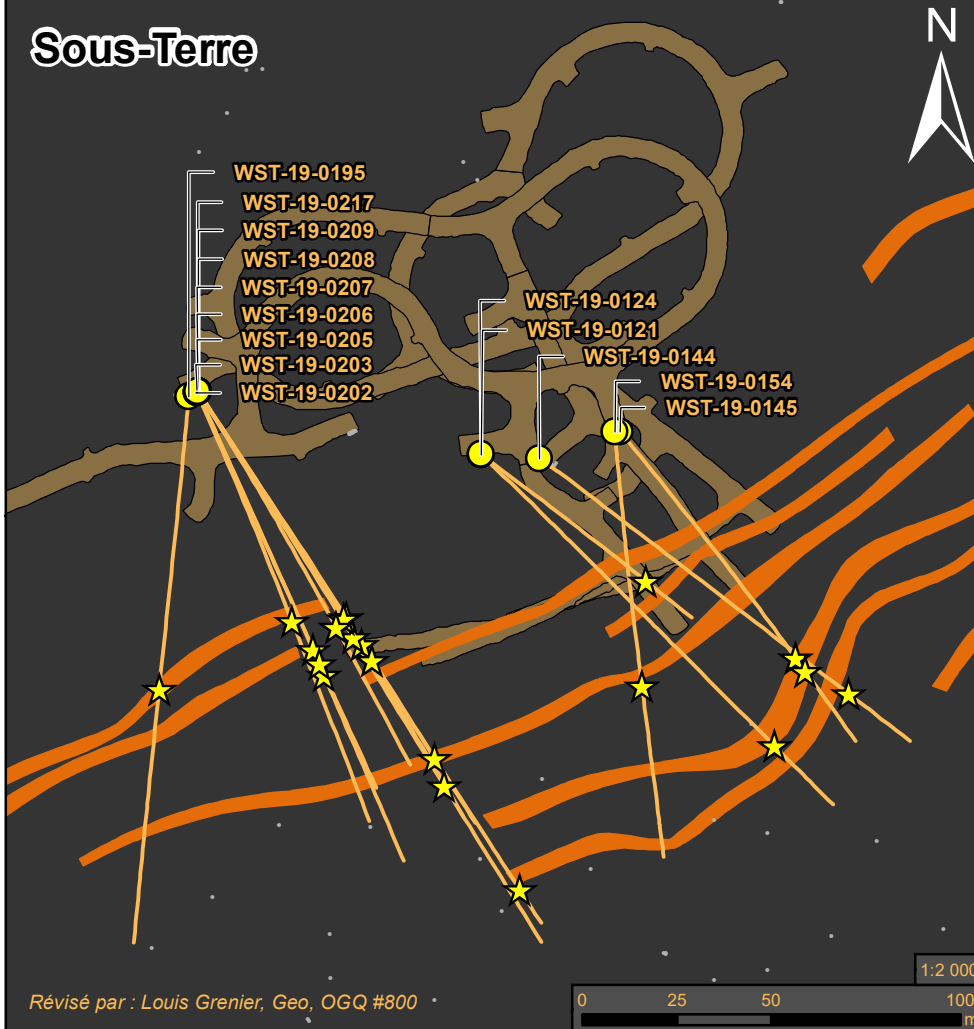 Sous-Terre
N
WST-19-0195
WST-19-0217
WST-19-0209
WST-19-0208
WST-19-0207
WST-19-0206
WST-19-0205
WST-19-0203
WST-19-0202
WST-19-0124
WST-19-0121
WST-19-0144
WST-19-0154
WST-19-0145
1:2 000
Révisé par : Louis Grenier, Geo, OGQ #800
0 25 50 100
m